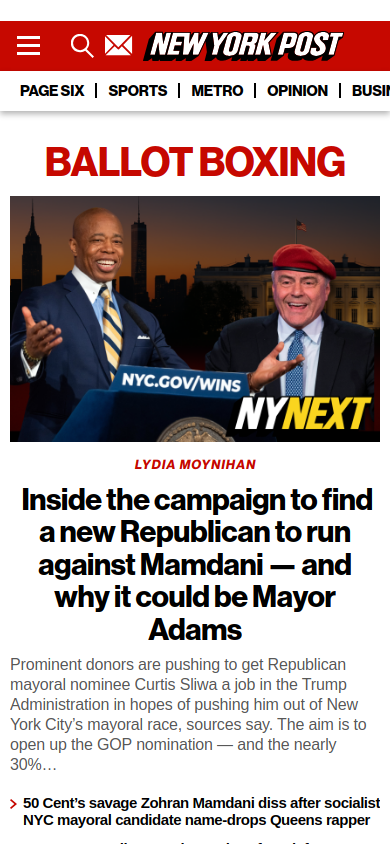 NEW YORK POST
PAGE SIX
SPORTS
METRO
OPINION
BALLOT BOXING
NYC.GOV/WINS
NYNEXT
LYDIA MOYNIHAN
Inside the campaign to find
a new Republican to run
against Mamdani — and
why it could be Mayor
Adams
Prominent donors are pushing to get Republican
mayoral nominee Curtis Sliwa a job in the Trump
Administration in hopes of pushing him out of New
York City’s mayoral race, sources say. The aim is to
open up the GOP nomination — and the nearly
30%…
50 Cent’s savage Zohran Mamdani diss after socialist
NYC mayoral candidate name-drops Queens rapper